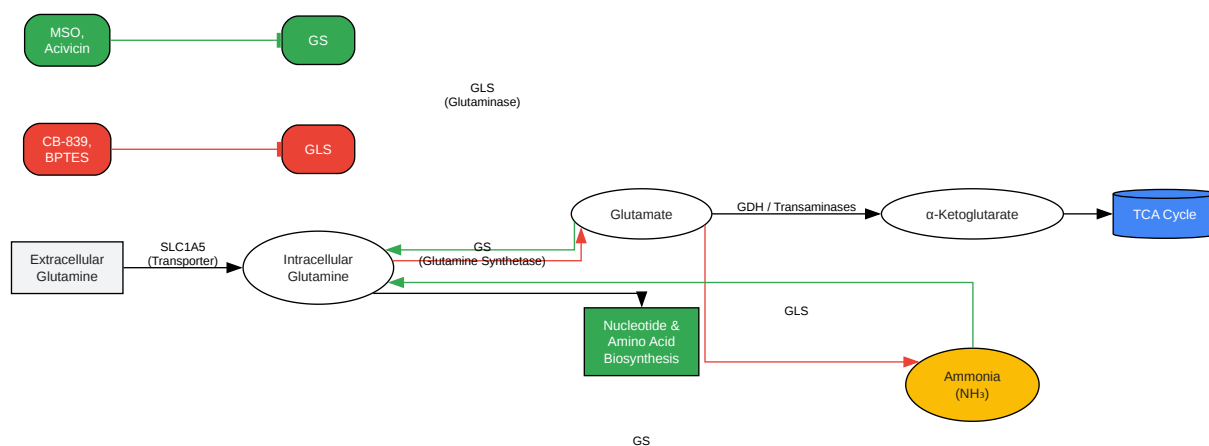 MSO,
Acivicin
GS
GLS
(Glutaminase)
CB-839,
BPTES
GLS
Glutamate
GDH / Transaminases
α-Ketoglutarate
TCA Cycle
SLC1A5
(Transporter)
GS
(Glutamine Synthetase)
Extracellular
Glutamine
Intracellular
Glutamine
GLS
Nucleotide &
Amino Acid
Biosynthesis
Ammonia
(NH₃)
GS